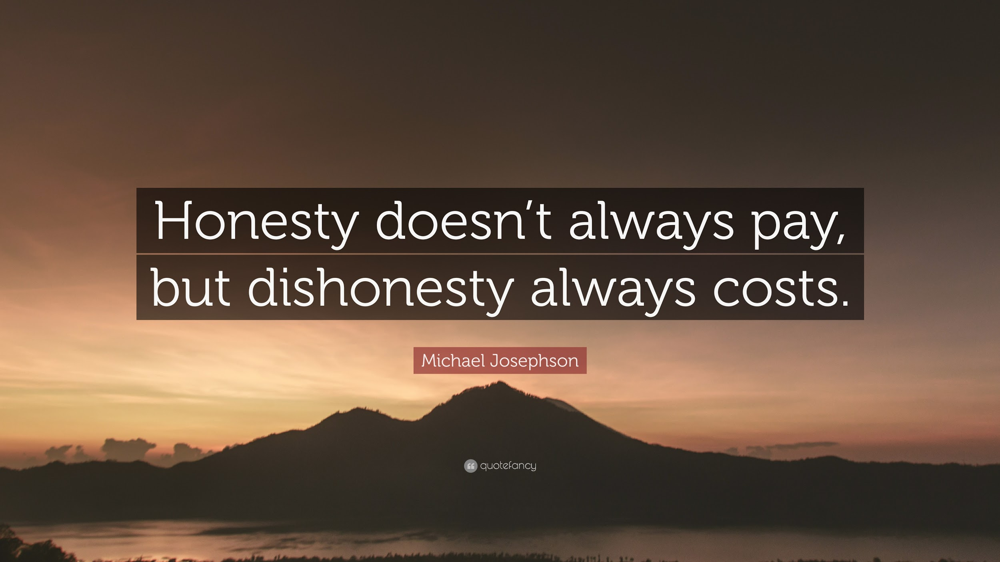 Honesty doesn’t always pay,
but dishonesty always costs.
Michael Josephson
quotefancy